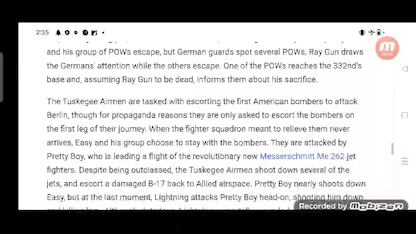 2:35
and his group of POWs escape, but German guards spot several POWs; Ray Gun draws
the Germans' attention while the others escape. One of the POWs reaches the 332nd's
base and, assuming Ray Gun to be dead, informs them about his sacrifice.
The Tuskegee Airmen are tasked with escorting the first American bombers to attack
Berlin, though for propaganda reasons they are only asked to escort the bombers on
the first leg of their journey. When the fighter squadron meant to relieve them never
arrives, Easy and his group choose to stay with the bombers. They are attacked by
Pretty Boy, who is leading a flight of the revolutionary new Messerschmitt Me 262 jet
fighters. Despite being outclassed, the Tuskegee Airmen shoot down several of the
jets, and escort a damaged B-17 back to Allied airspace. Pretty Boy nearly shoots down
Easy, but at the last moment, Lightning attacks Pretty Boy head-on, shooting him down
Recorded by Mobizen